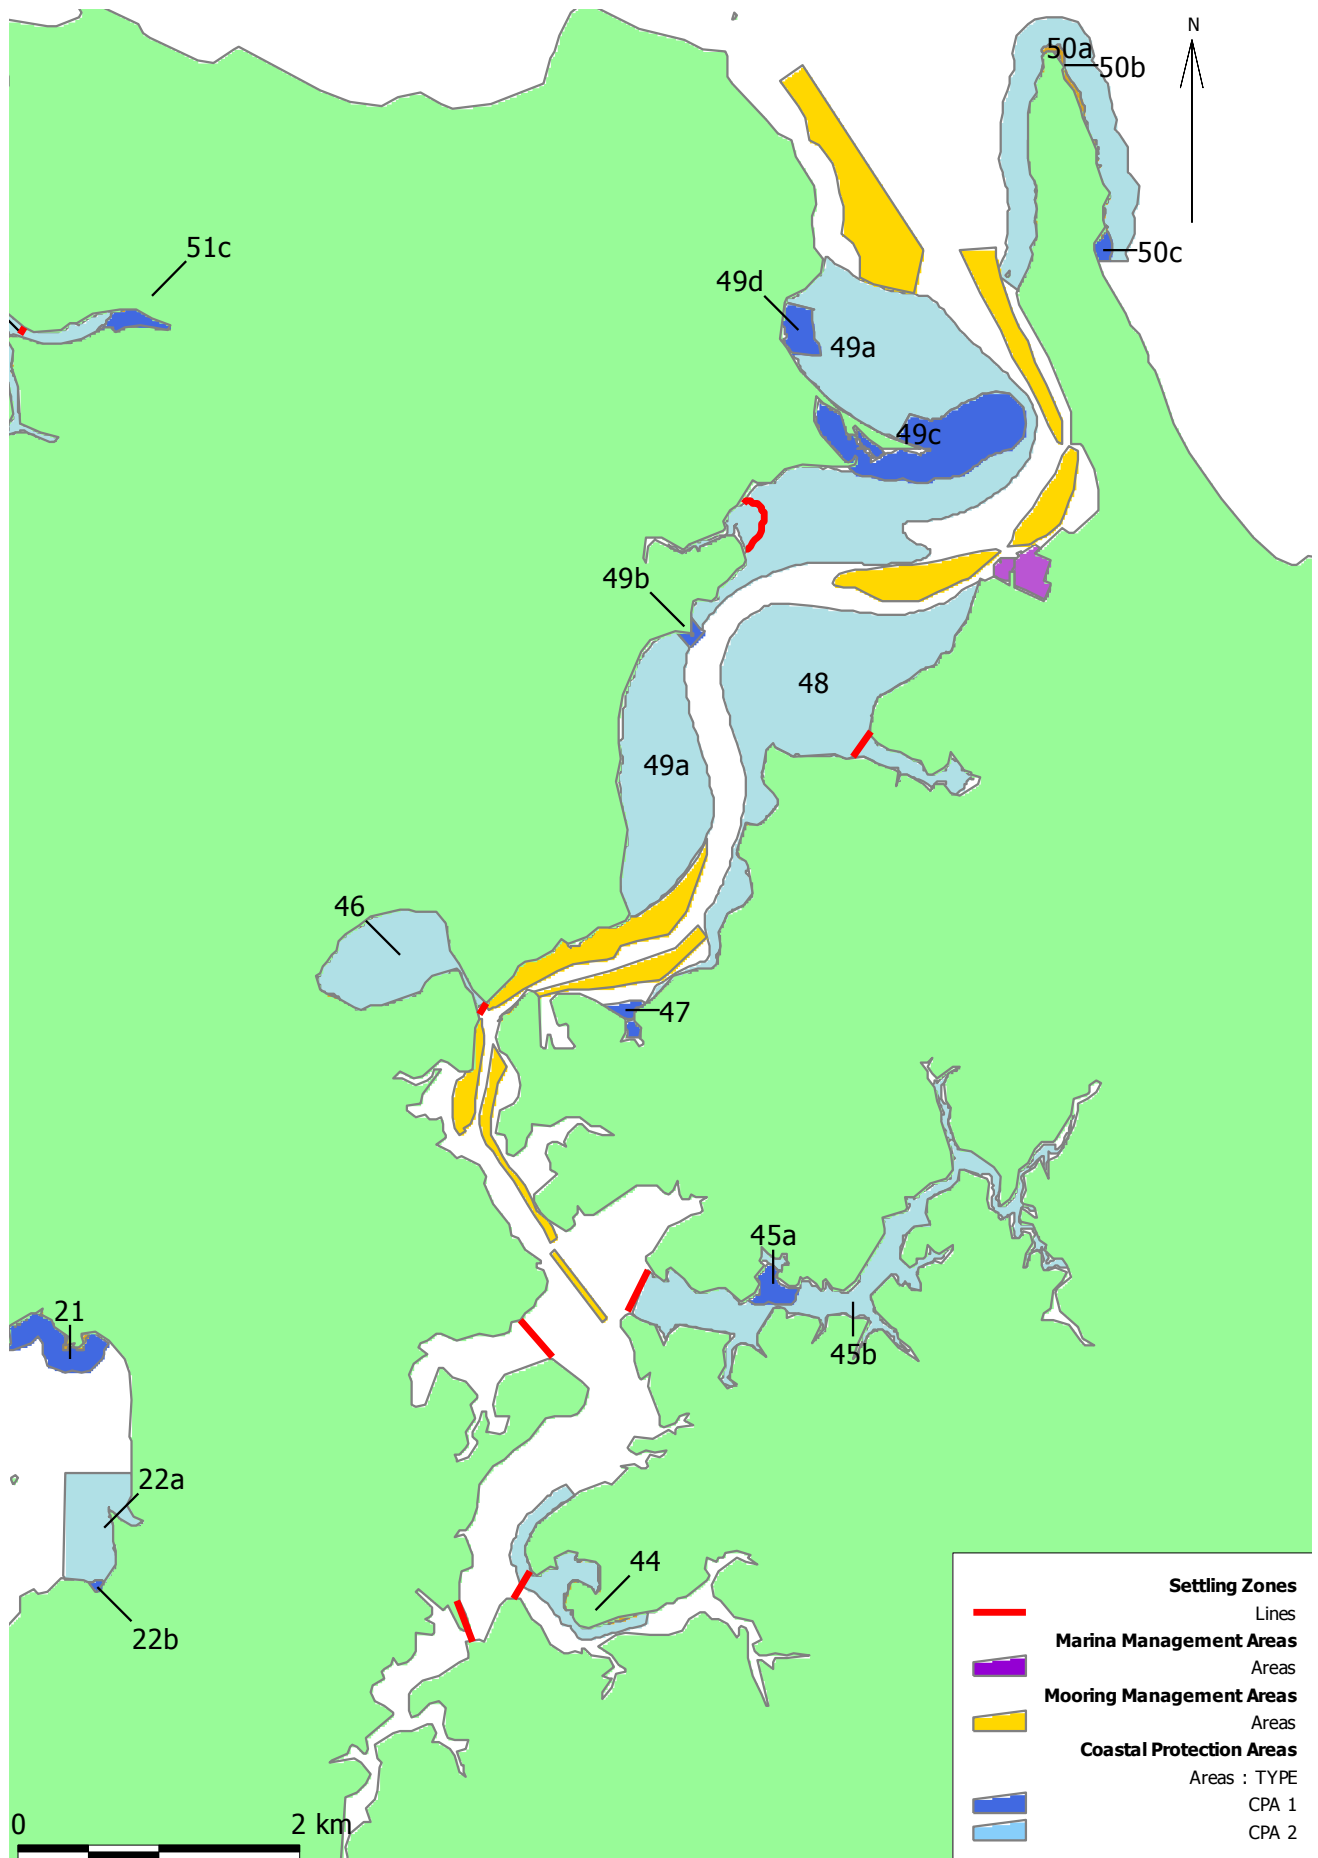 N
50a
50b
51c
50c
49d
49a
49c
49b
48
49a
46
47
45a
21
45b
22a
44
22b
Settling Zones
Lines
Marina Management Areas
Areas
Mooring Management Areas
Areas
Coastal Protection Areas
Areas : TYPE
CPA 1
CPA 2
0 2 km